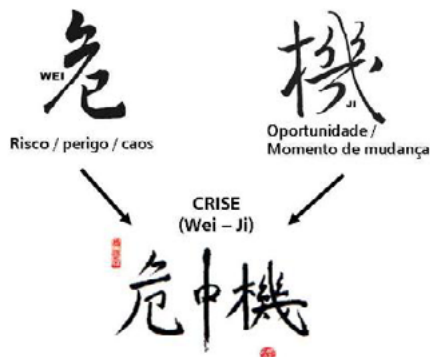 危
WEI
Risco / perigo / caos
機
JI
Oportunidade /
Momento de mudança
CRISE
(Wei – Ji)
危中機